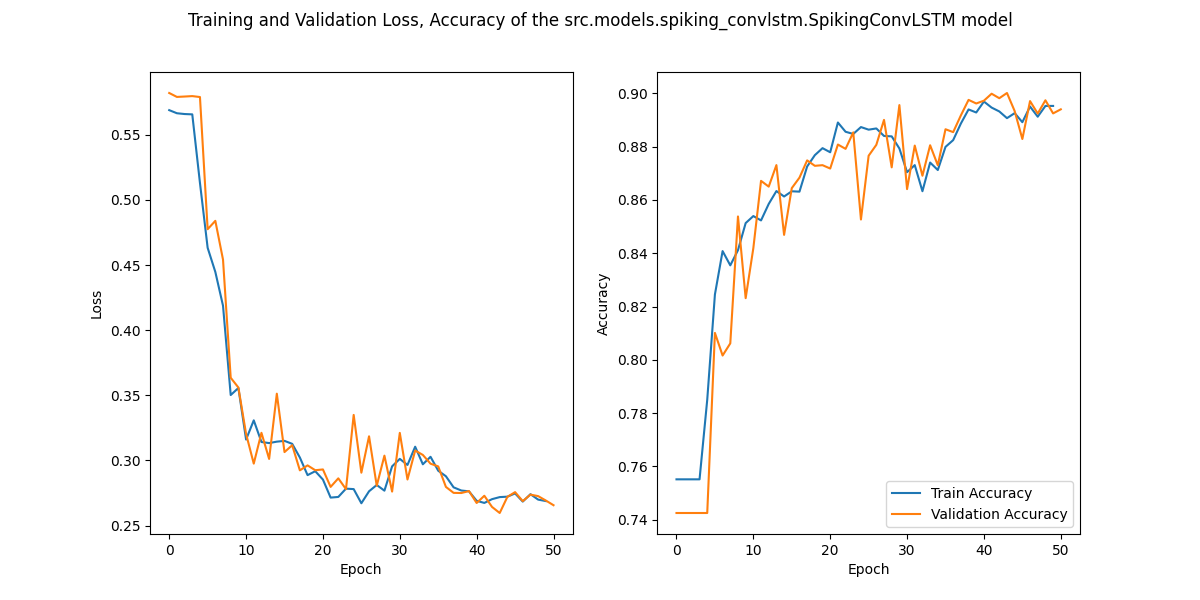 Training and Validation Loss, Accuracy of the src.models.spiking_convlstm.SpikingConvLSTM model
Loss
0.55
0.50
0.45
0.40
0.35
0.30
0.25
0 10 20 30 40 50
Epoch
Accuracy
0.90
0.88
0.86
0.84
0.82
0.80
0.78
0.76
0.74
Train Accuracy
Validation Accuracy
0 10 20 30 40 50
Epoch